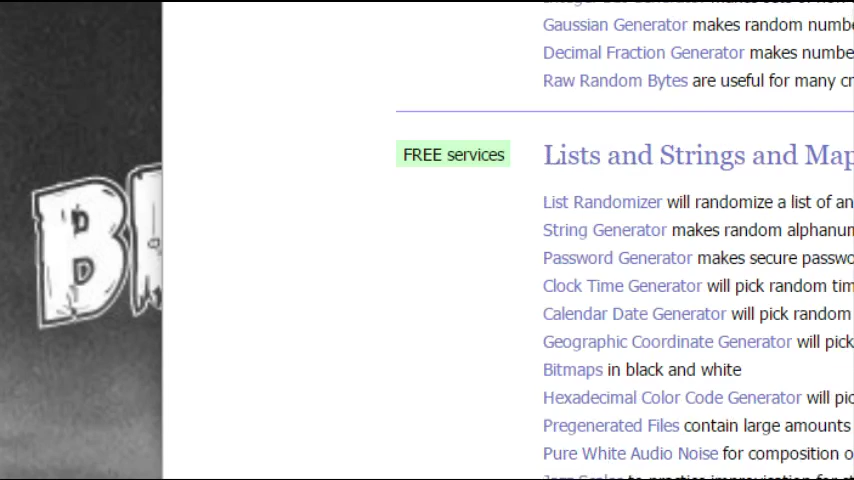 Gaussian Generator makes random numbe
Decimal Fraction Generator makes numbe
Raw Random Bytes are useful for many cr
FREE services
Lists and Strings and Map
List Randomizer will randomize a list of an
String Generator makes random alphanum
Password Generator makes secure passwo
Clock Time Generator will pick random tim
Calendar Date Generator will pick random
Geographic Coordinate Generator will pick
Bitmaps in black and white
Hexadecimal Color Code Generator will pic
Pregenerated Files contain large amounts
Pure White Audio Noise for composition o